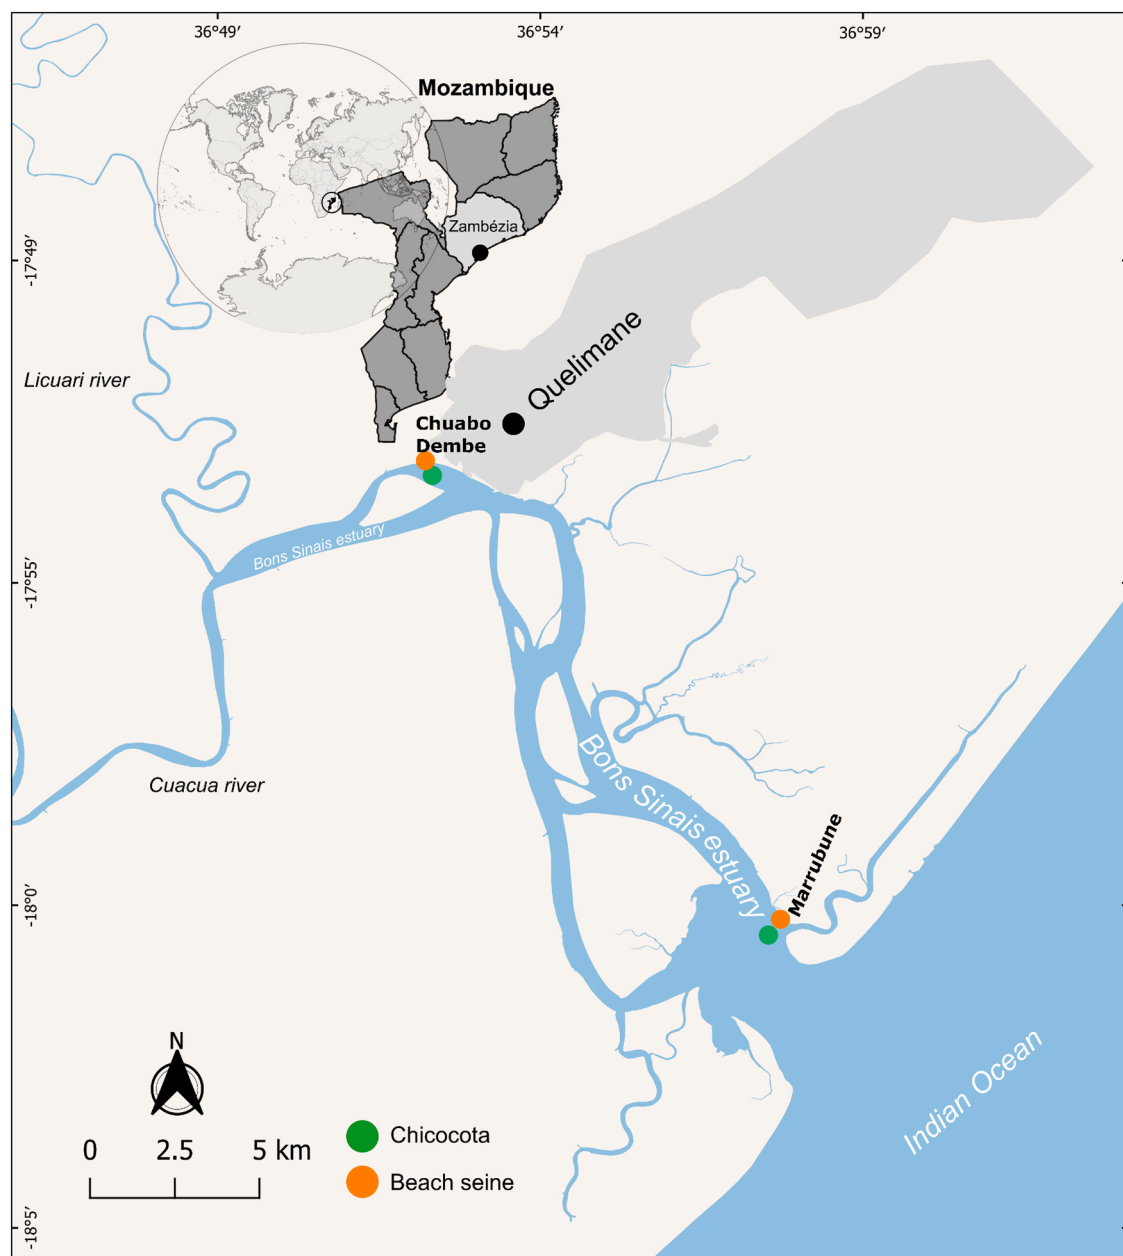 36°49′
36°54′
36°59′
Mozambique
Zambézia
-17°49′
Quelimane
Licuari river
Chuabo
Dembe
Bons Sinais estuary
-17°55′
Bons Sinais estuary
Cuacua river
Marrubune
-18°0′
Indian Ocean
N
0 2.5 5 km
Chicocota
Beach seine
-18°5′